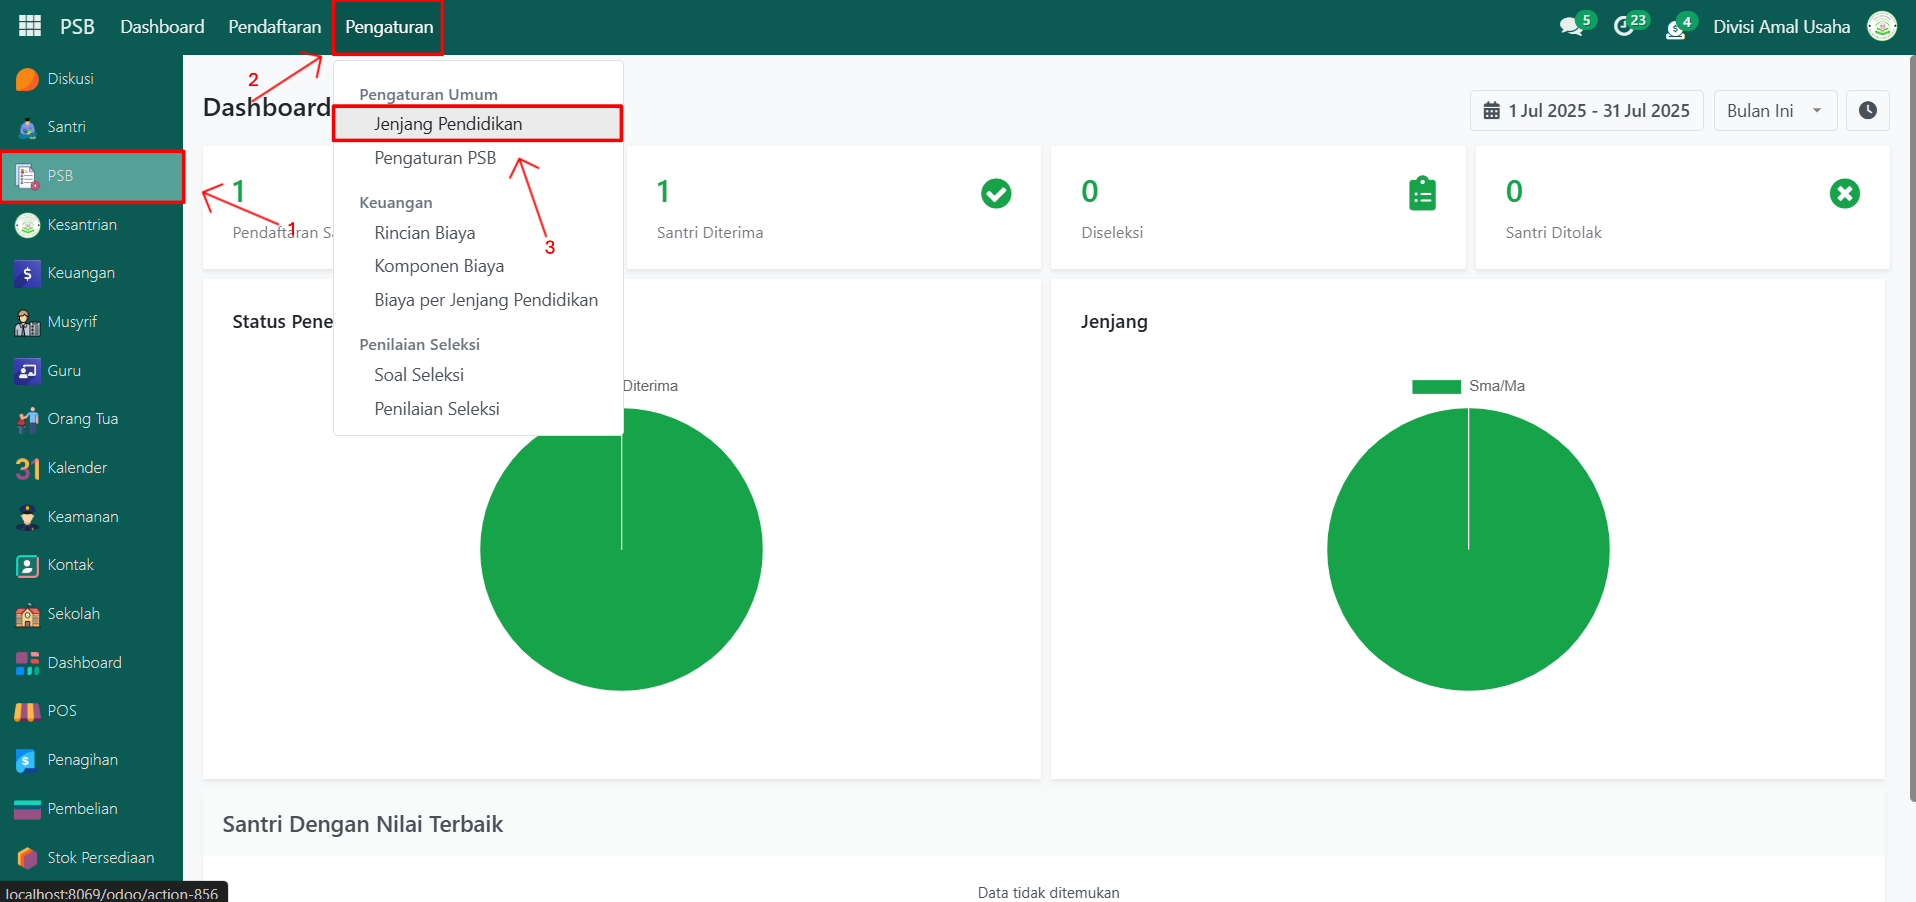 PSB Dashboard Pendaftaran Pengaturan 5 23 4 Divisi Amal Usaha
Diskusi
Santri
PSB
Kesantrian
Keuangan
Musyrif
Guru
Orang Tua
31 Kalender
Keamanan
Kontak
Sekolah
Dashboard
POS
Penagihan
Pembelian
Stok Persediaan
localhost:8069/odoo/action-856
2
1
3
Pengaturan Umum
Jenjang Pendidikan
Pengaturan PSB
Keuangan
Rincian Biaya
Komponen Biaya
Biaya per Jenjang Pendidikan
Penilaian Seleksi
Soal Seleksi
Penilaian Seleksi
Dashboard
1 Jul 2025 - 31 Jul 2025 Bulan Ini
1
Pendaftaran Sa
1
Santri Diterima
0
Diseleksi
0
Santri Ditolak
Status Pene
Diterima
Jenjang
Sma/Ma
Santri Dengan Nilai Terbaik
Data tidak ditemukan